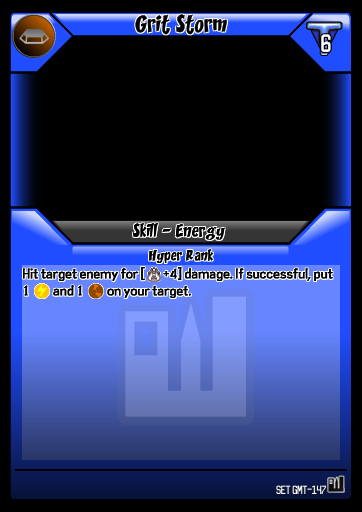 Grit Storm
6
Skill - Energy
Hyper Rank
Hit target enemy for [ +4] damage. If successful, put
1 and 1 on your target.
SET GMT-147